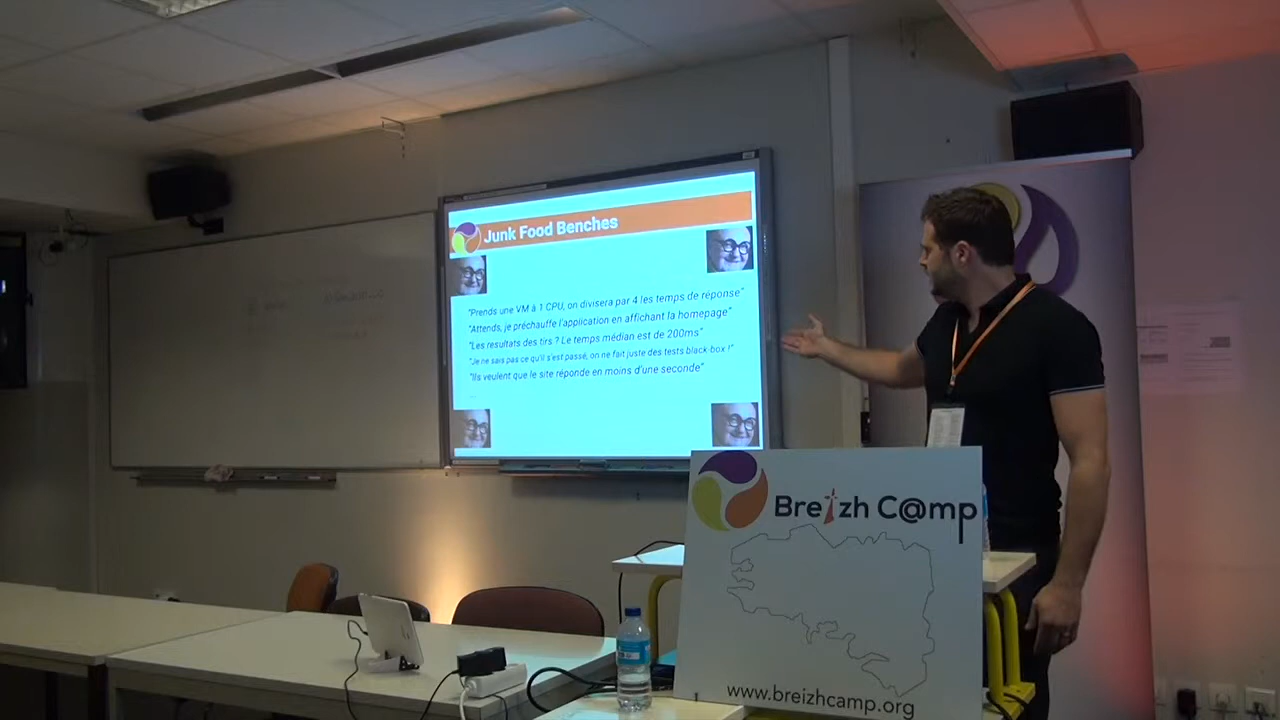 Junk Food Benches
"Prends une VM à 1 CPU, on divisera par 4 les temps de réponse"
"Attends, je préchauffe l'application en affichant la homepage"
"Les resultats des tirs ? Le temps médian est de 200ms"
"Je ne sais pas ce qu'il s'est passé, on ne fait juste des tests black-box !"
"Ils veulent que le site réponde en moins d'une seconde"
...
Breizh C@mp
www.breizhcamp.org